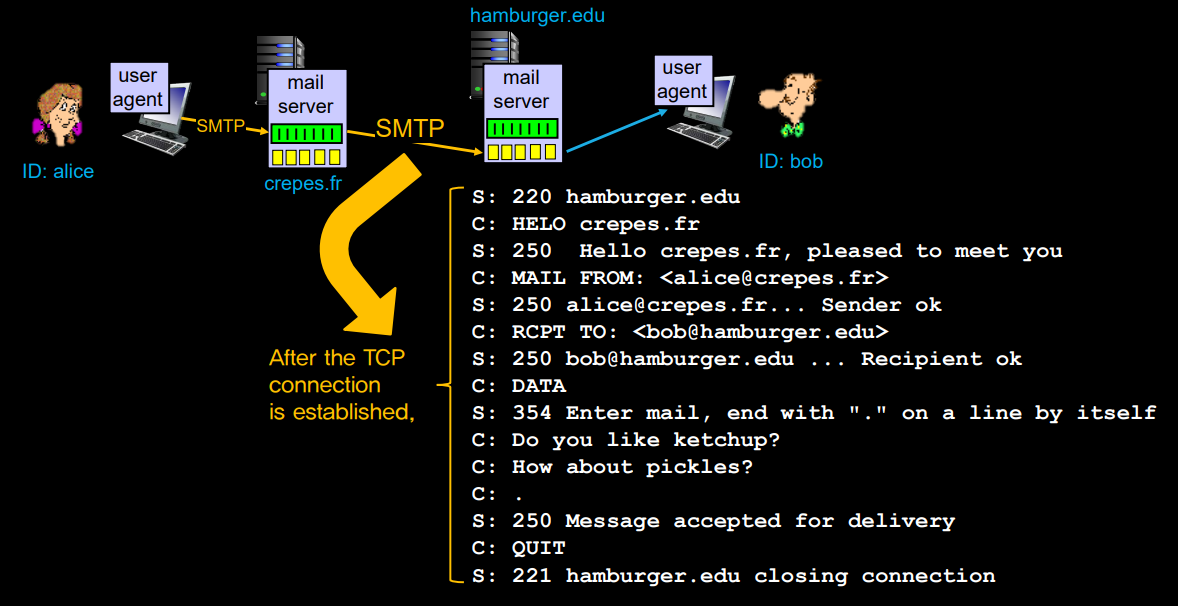 hamburger.edu
user
agent
mail
server
mail
server
user
agent
SMTP
SMTP
ID: alice
crepes.fr
ID: bob
After the TCP
connection
is established,
S: 220 hamburger.edu
C: HELO crepes.fr
S: 250  Hello crepes.fr, pleased to meet you
C: MAIL FROM: <alice@crepes.fr>
S: 250 alice@crepes.fr... Sender ok
C: RCPT TO: <bob@hamburger.edu>
S: 250 bob@hamburger.edu ... Recipient ok
C: DATA
S: 354 Enter mail, end with "." on a line by itself
C: Do you like ketchup?
C: How about pickles?
C: .
S: 250 Message accepted for delivery
C: QUIT
S: 221 hamburger.edu closing connection